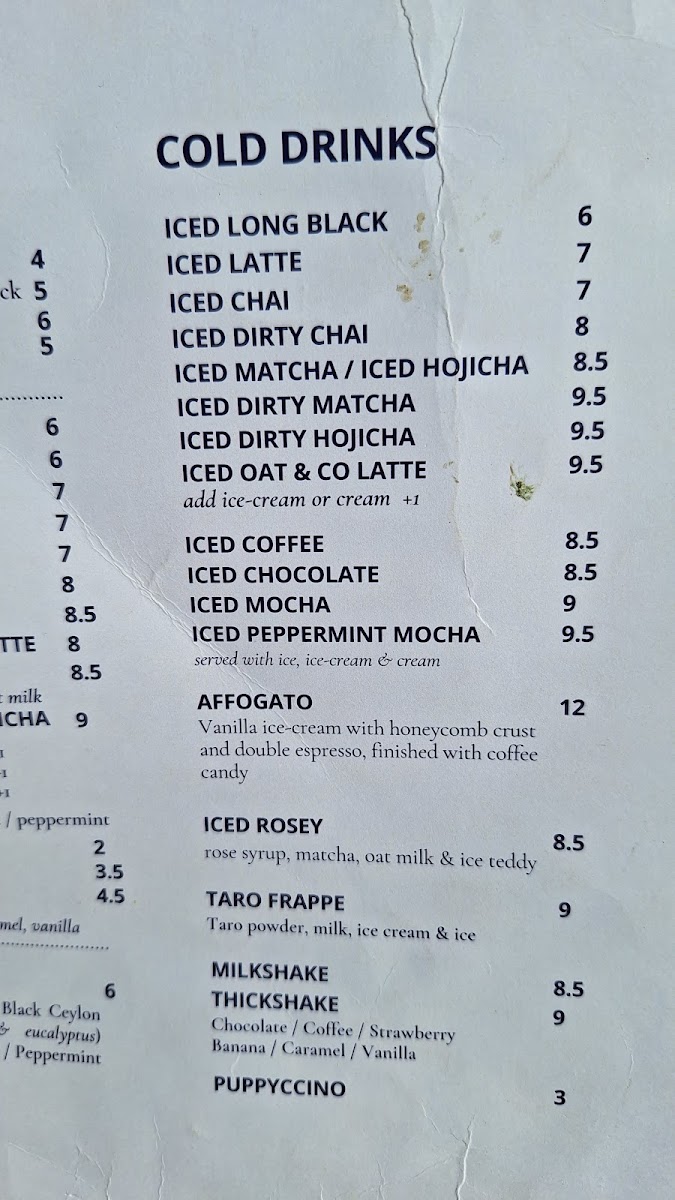 4
5
6
5
6
6
7
7
7
8
8.5
8
8.5
milk
9
+1
/ peppermint
2
3.5
4.5
vanilla
6
Black Ceylon
& eucalyptus)
/ Peppermint
COLD DRINKS
ICED LONG BLACK 6
ICED LATTE 7
ICED CHAI 7
ICED DIRTY CHAI 8
ICED MATCHA / ICED HOJICHA 8.5
ICED DIRTY MATCHA 9.5
ICED DIRTY HOJICHA 9.5
ICED OAT & CO LATTE 9.5
add ice-cream or cream +1
ICED COFFEE 8.5
ICED CHOCOLATE 8.5
ICED MOCHA 9
ICED PEPPERMINT MOCHA 9.5
served with ice, ice-cream & cream
AFFOGATO 12
Vanilla ice-cream with honeycomb crust
and double espresso, finished with coffee
candy
ICED ROSEY 8.5
rose syrup, matcha, oat milk & ice teddy
TARO FRAPPE 9
Taro powder, milk, ice cream & ice
MILKSHAKE 8.5
THICKSHAKE 9
Chocolate / Coffee / Strawberry
Banana / Caramel / Vanilla
PUPPYCCINO 3